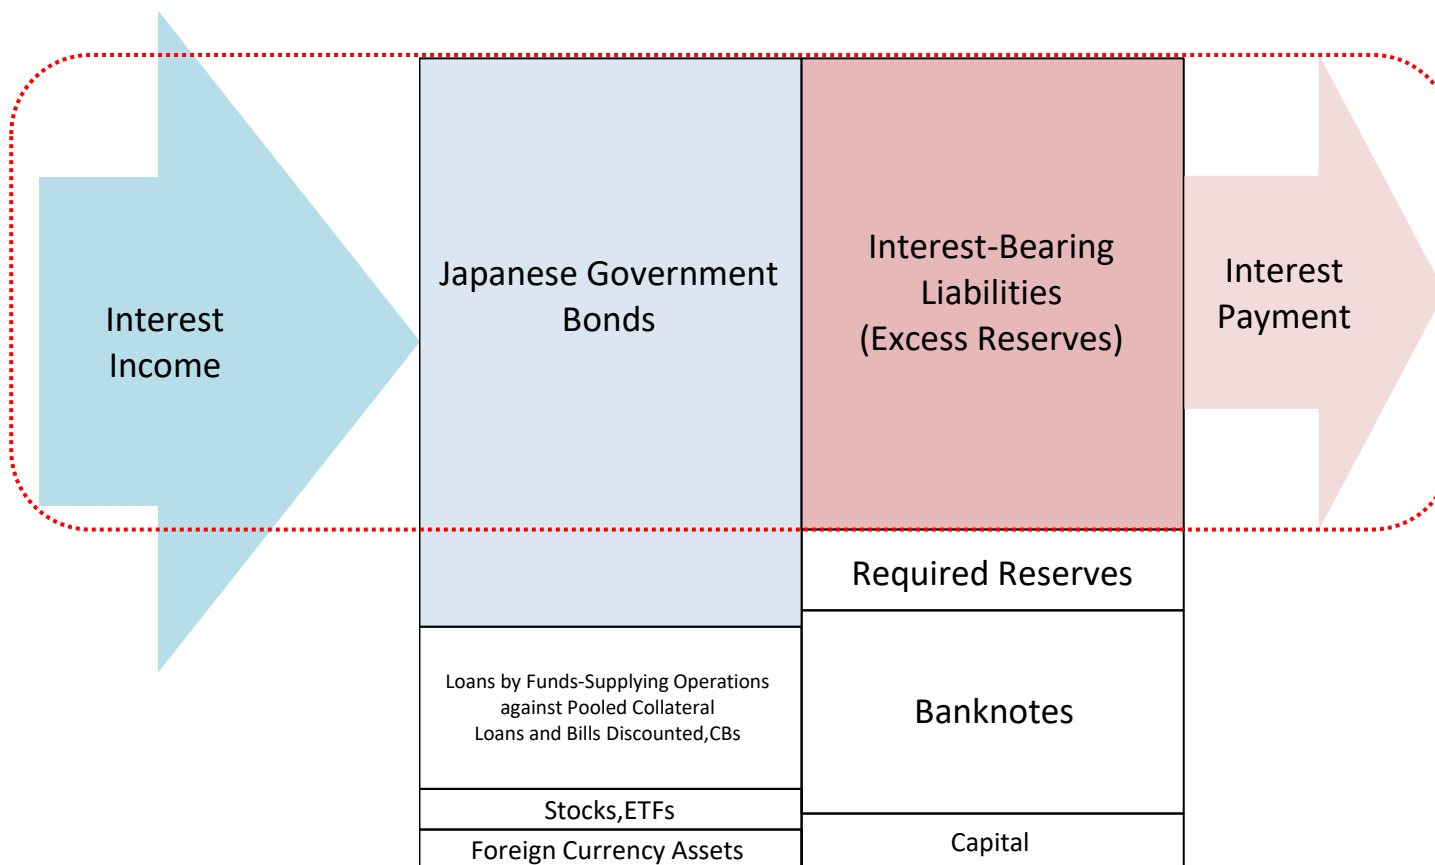 Interest
Income
Japanese Government
Bonds
Interest-Bearing
Liabilities
(Excess Reserves)
Interest
Payment
Required Reserves
Loans by Funds-Supplying Operations
against Pooled Collateral
Loans and Bills Discounted,CBs
Banknotes
Stocks,ETFs
Foreign Currency Assets
Capital